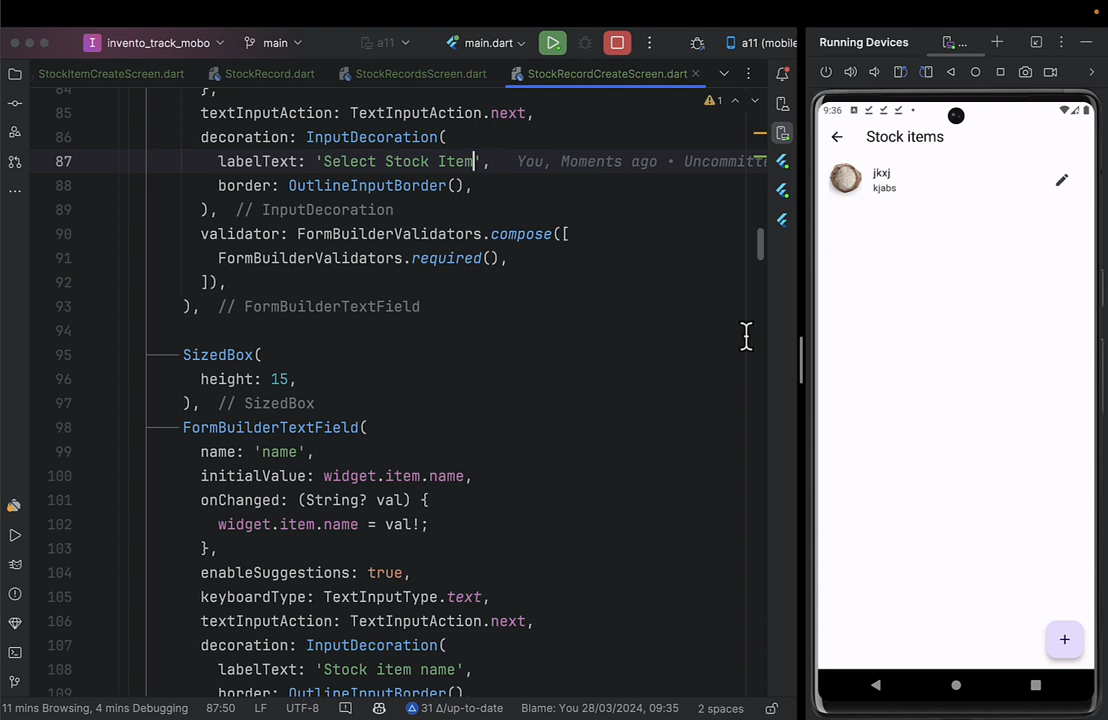 invento_track_mobo
main
a11
main.dart
a11 (mobile
Running Devices
...
StockItemCreateScreen.dart
StockRecord.dart
StockRecordsScreen.dart
StockRecordCreateScreen.dart
84 },
1
85 textInputAction: TextInputAction.next,
86 decoration: InputDecoration(
87 labelText: 'Select Stock Item', You, Moments ago • Uncommitte
88 border: OutlineInputBorder(),
89 ), // InputDecoration
90 validator: FormBuilderValidators.compose([
91 FormBuilderValidators.required(),
92 ]),
93 ), // FormBuilderTextField
94
95 SizedBox(
96 height: 15,
97 ), // SizedBox
98 FormBuilderTextField(
99 name: 'name',
100 initialValue: widget.item.name,
101 onChanged: (String? val) {
102 widget.item.name = val!;
103 },
104 enableSuggestions: true,
105 keyboardType: TextInputType.text,
106 textInputAction: TextInputAction.next,
107 decoration: InputDecoration(
108 labelText: 'Stock item name',
109 border: OutlineInputBorder()
11 mins Browsing, 4 mins Debugging
87:50
LF
UTF-8
31 Δ/up-to-date
Blame: You 28/03/2024, 09:35
2 spaces
9:36
Stock items
jkxj
kjabs
+